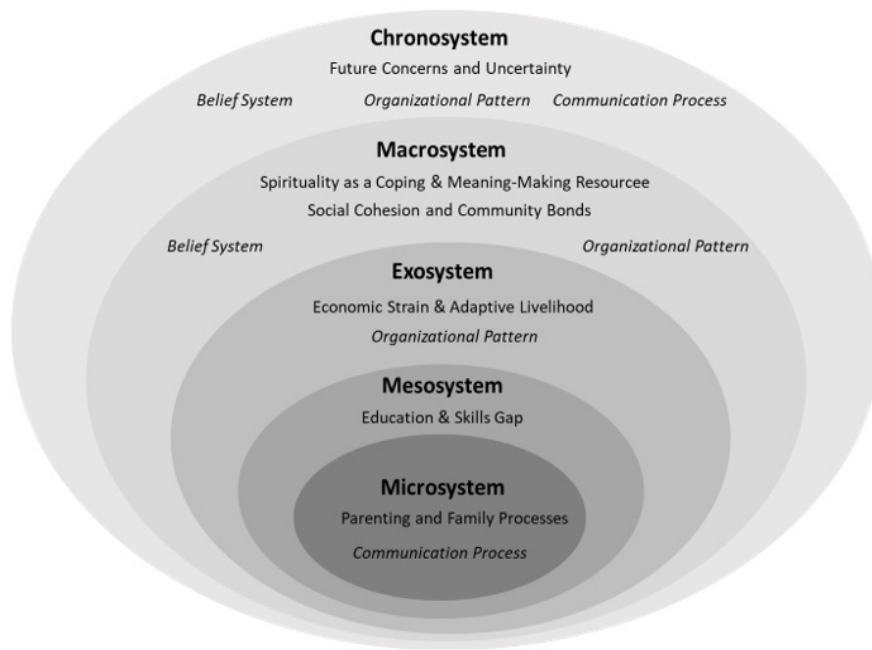 Chronosystem
Future Concerns and Uncertainty
Belief System Organizational Pattern Communication Process
Macrosystem
Spirituality as a Coping & Meaning-Making Resourcee
Social Cohesion and Community Bonds
Belief System Organizational Pattern
Exosystem
Economic Strain & Adaptive Livelihood
Organizational Pattern
Mesosystem
Education & Skills Gap
Microsystem
Parenting and Family Processes
Communication Process